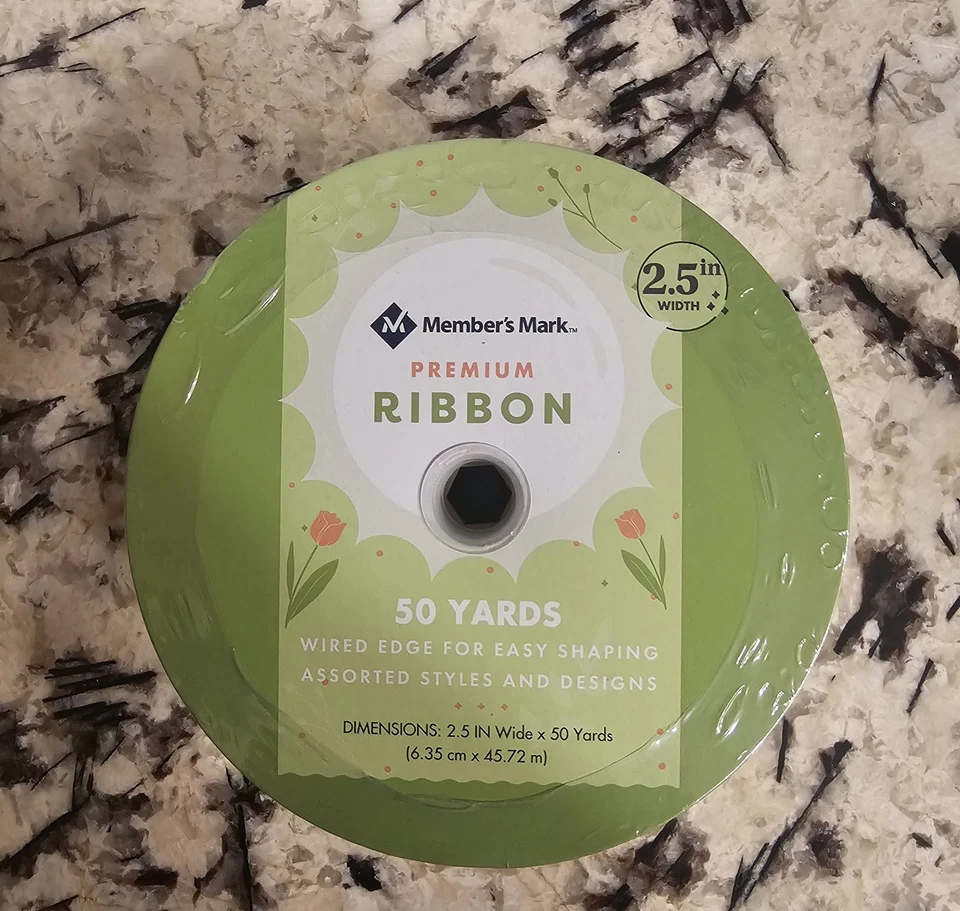 2.5in
WIDTH
M Member's Mark™
PREMIUM
RIBBON
50 YARDS
WIRED EDGE FOR EASY SHAPING
ASSORTED STYLES AND DESIGNS
DIMENSIONS: 2.5 IN Wide x 50 Yards
(6.35 cm x 45.72 m)